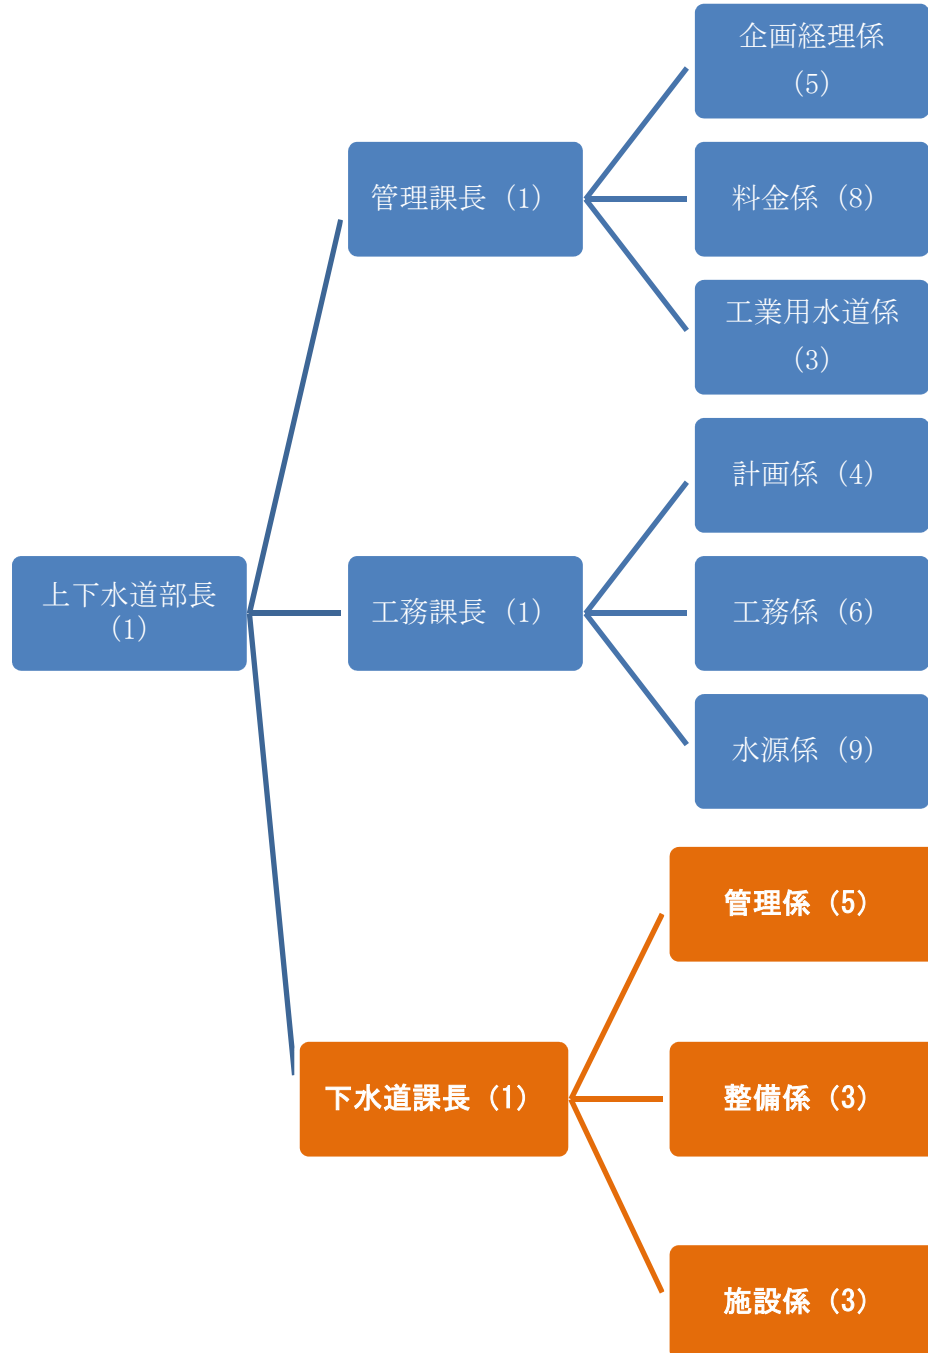 企画経理係
（5）
管理課長（1）
料金係（8）
工業用水道係
（3）
計画係（4）
上下水道部長
（1）
工務課長（1）
工務係（6）
水源係（9）
管理係（5）
下水道課長（1）
整備係（3）
施設係（3）